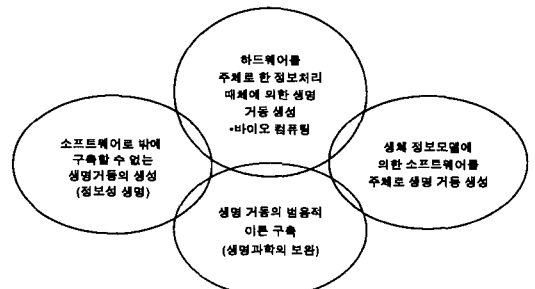 하드웨어를
주체로 한 정보처리
매체에 의한 생명
거동 생성
•바이오 컴퓨팅
소프트웨어로 밖에
구축할 수 없는
생명거동의 생성
(정보성 생명)
생체 정보모델에
의한 소프트웨어를
주체로 생명 거동 생성
생명 거동의 범용적
이론 구축
(생명과학의 보완)